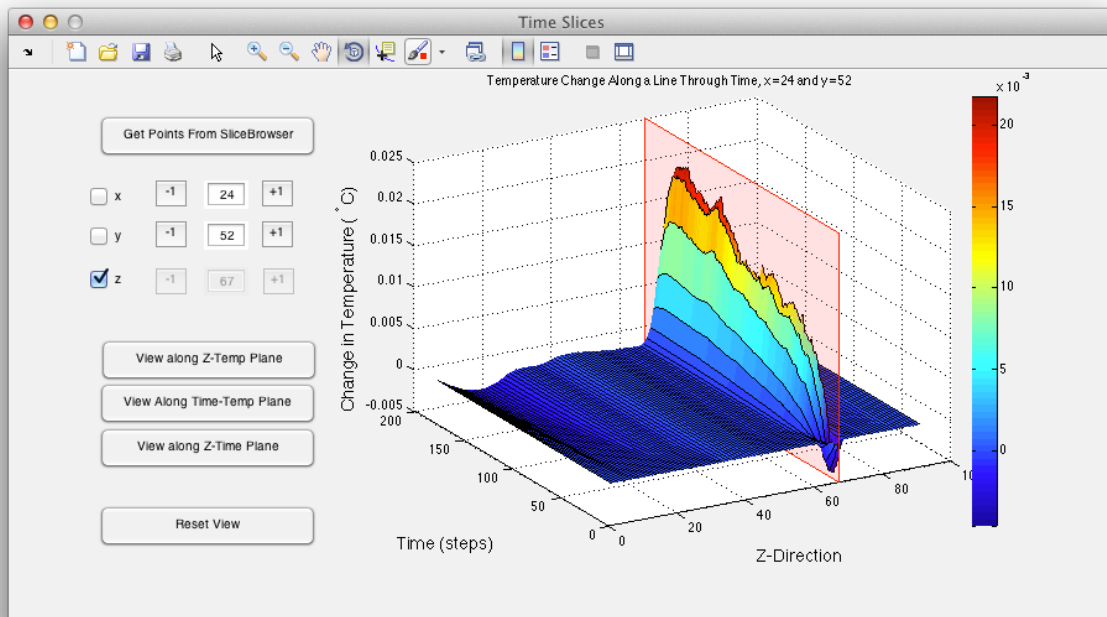 Time Slices
Temperature Change Along a Line Through Time, x=24 and y=52
x 10⁻³
Get Points From SliceBrowser
x -1 24 +1
y -1 52 +1
z -1 67 +1
View along Z-Temp Plane
View Along Time-Temp Plane
View along Z-Time Plane
Reset View
Change in Temperature (°C)
0.025
0.02
0.015
0.01
0.005
0
-0.005
200
150
100
50
0
Time (steps)
0
20
40
60
80
10
Z-Direction
20
15
10
5
0